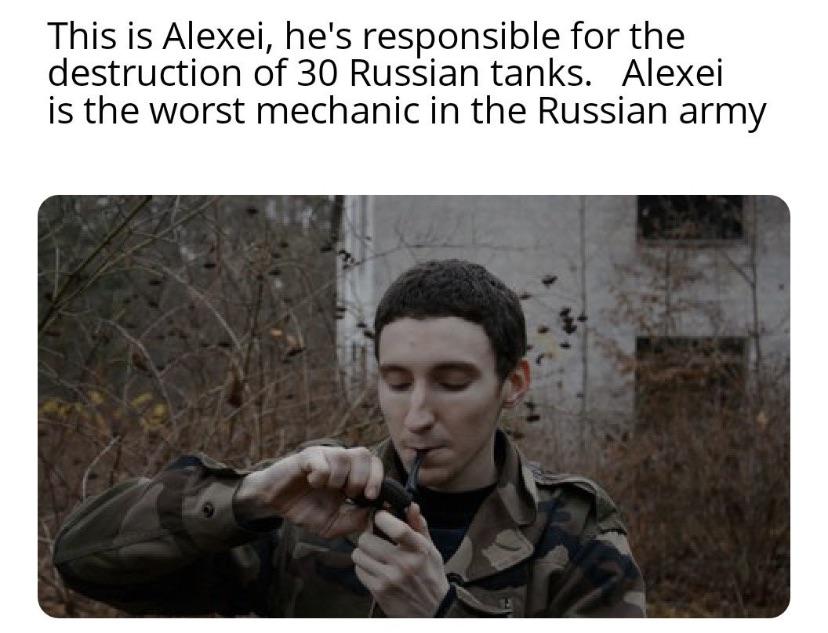 This is Alexei, he's responsible for the
destruction of 30 Russian tanks.   Alexei
is the worst mechanic in the Russian army